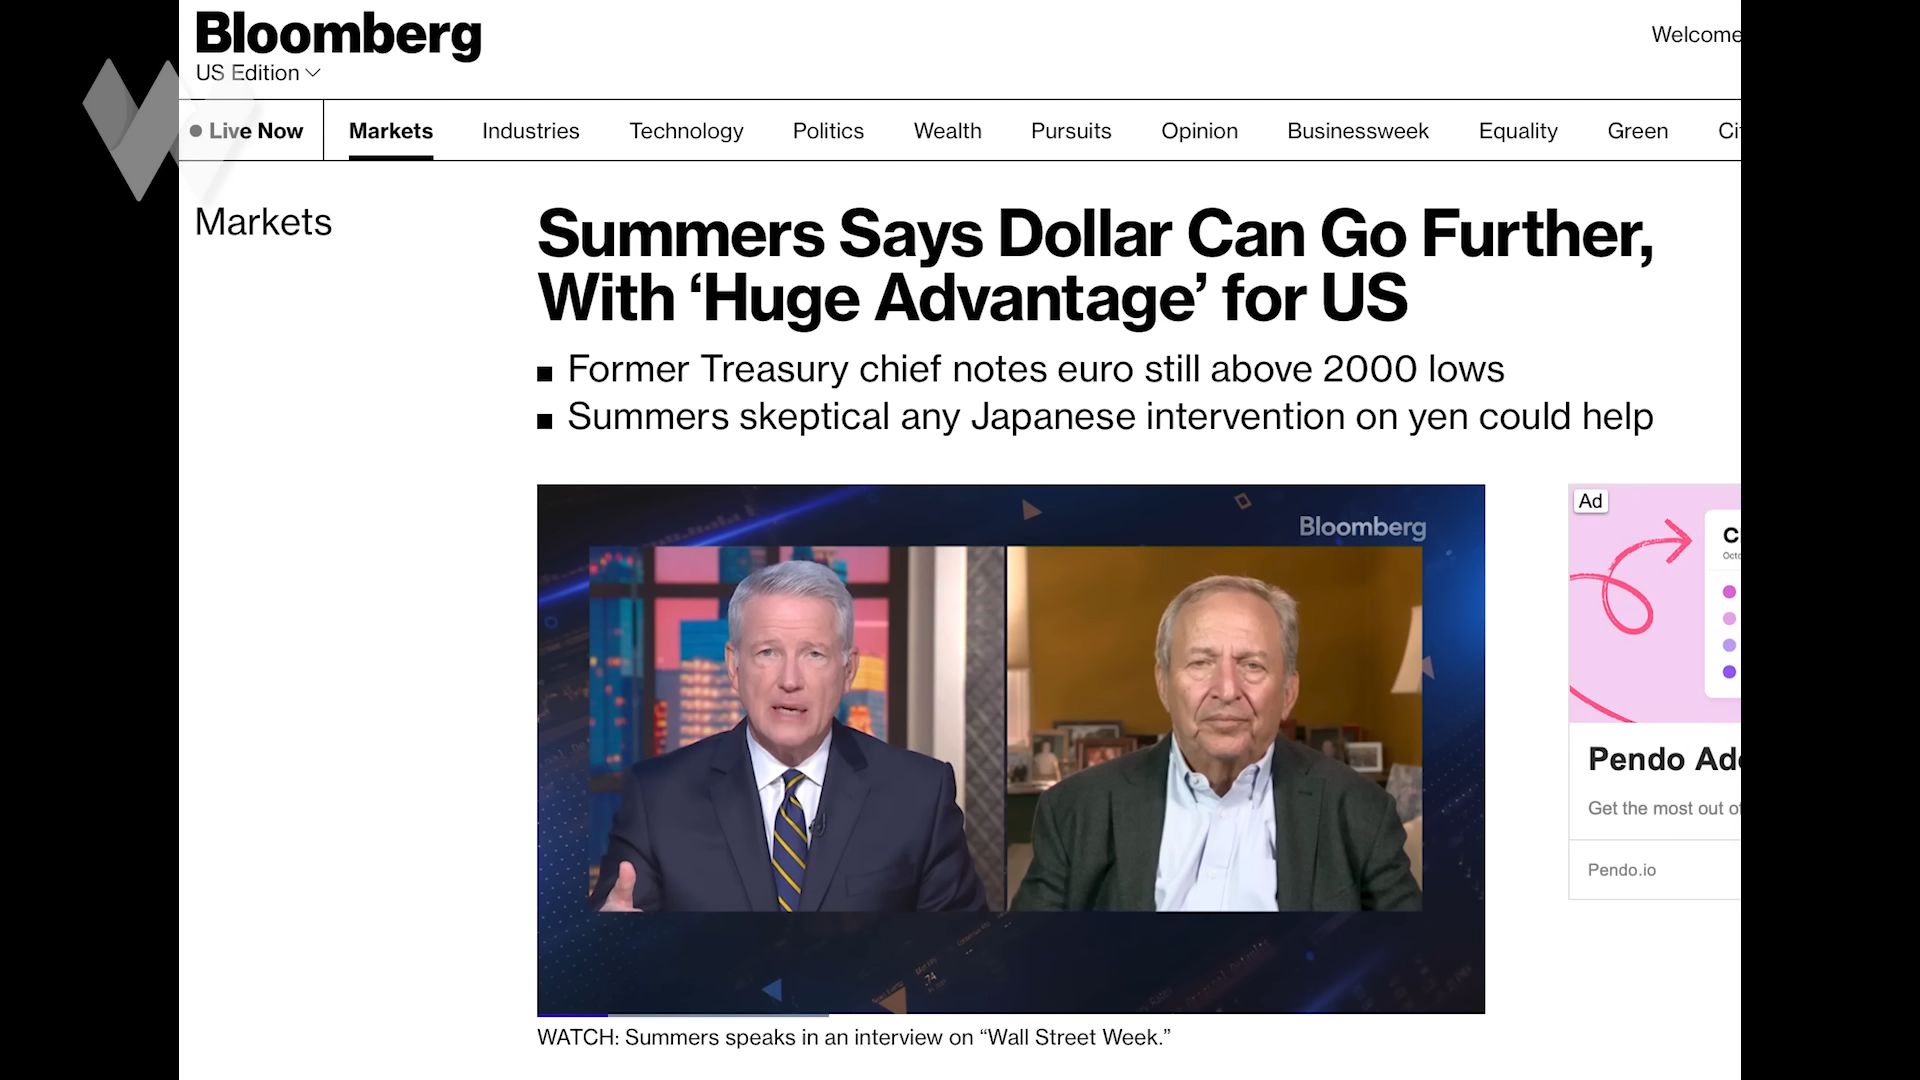 Bloomberg
US Edition
Welcome
Live Now
Markets
Industries
Technology
Politics
Wealth
Pursuits
Opinion
Businessweek
Equality
Green
Markets
Summers Says Dollar Can Go Further,
With ‘Huge Advantage’ for US
Former Treasury chief notes euro still above 2000 lows
Summers skeptical any Japanese intervention on yen could help
Bloomberg
Ad
Pendo
Get the most
Pendo.io
WATCH: Summers speaks in an interview on “Wall Street Week.”